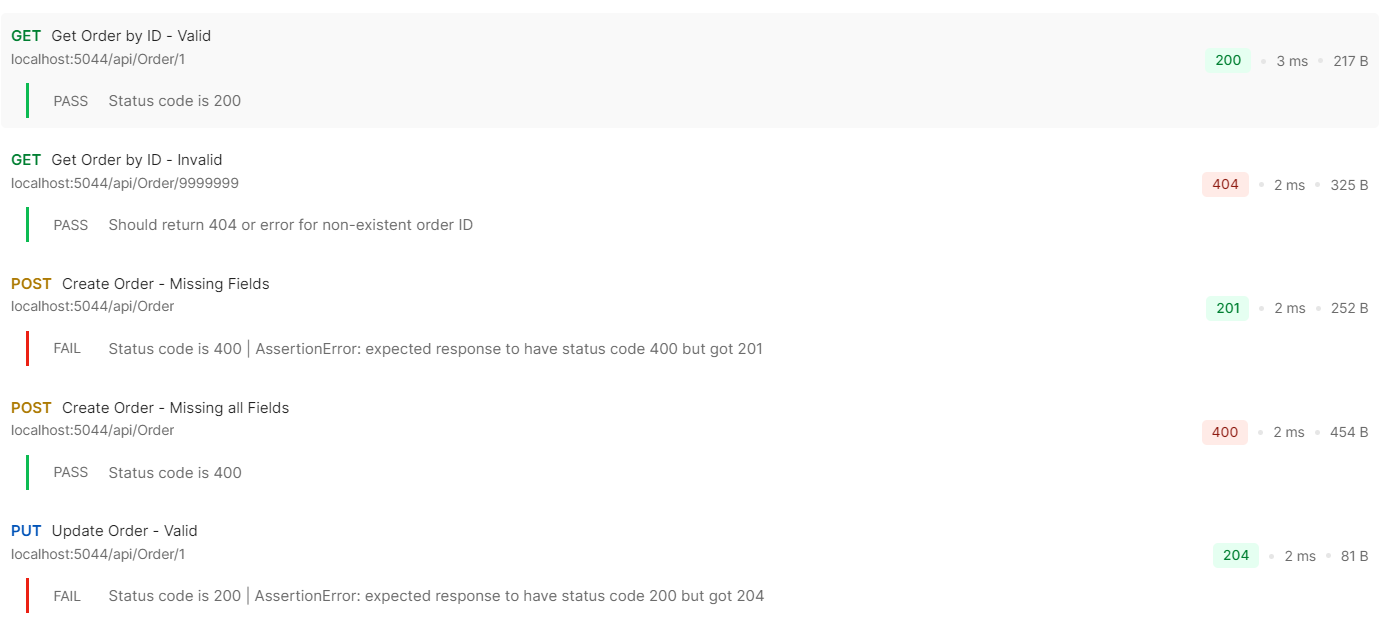 GET Get Order by ID - Valid
localhost:5044/api/Order/1
200 • 3 ms • 217 B
PASS Status code is 200
GET Get Order by ID - Invalid
localhost:5044/api/Order/9999999
404 • 2 ms • 325 B
PASS Should return 404 or error for non-existent order ID
POST Create Order - Missing Fields
localhost:5044/api/Order
201 • 2 ms • 252 B
FAIL Status code is 400 | AssertionError: expected response to have status code 400 but got 201
POST Create Order - Missing all Fields
localhost:5044/api/Order
400 • 2 ms • 454 B
PASS Status code is 400
PUT Update Order - Valid
localhost:5044/api/Order/1
204 • 2 ms • 81 B
FAIL Status code is 200 | AssertionError: expected response to have status code 200 but got 204